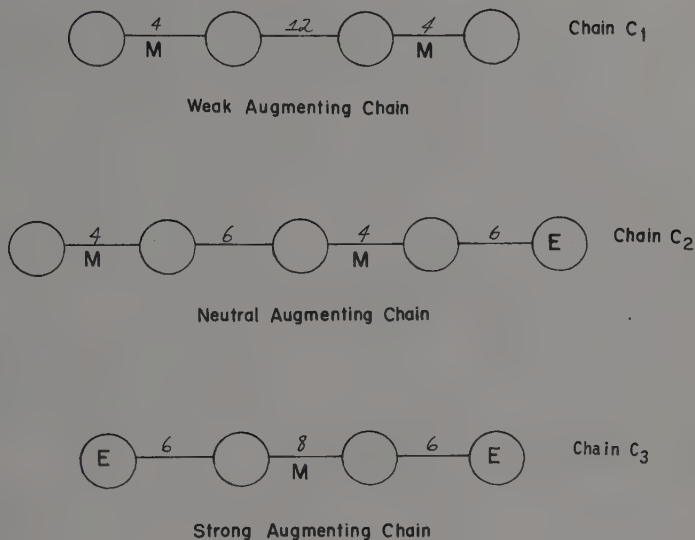 4 12 4 Chain C1
M M
Weak Augmenting Chain
4 6 4 6 Chain C2
M M E
Neutral Augmenting Chain
6 8 6 Chain C3
E M E
Strong Augmenting Chain